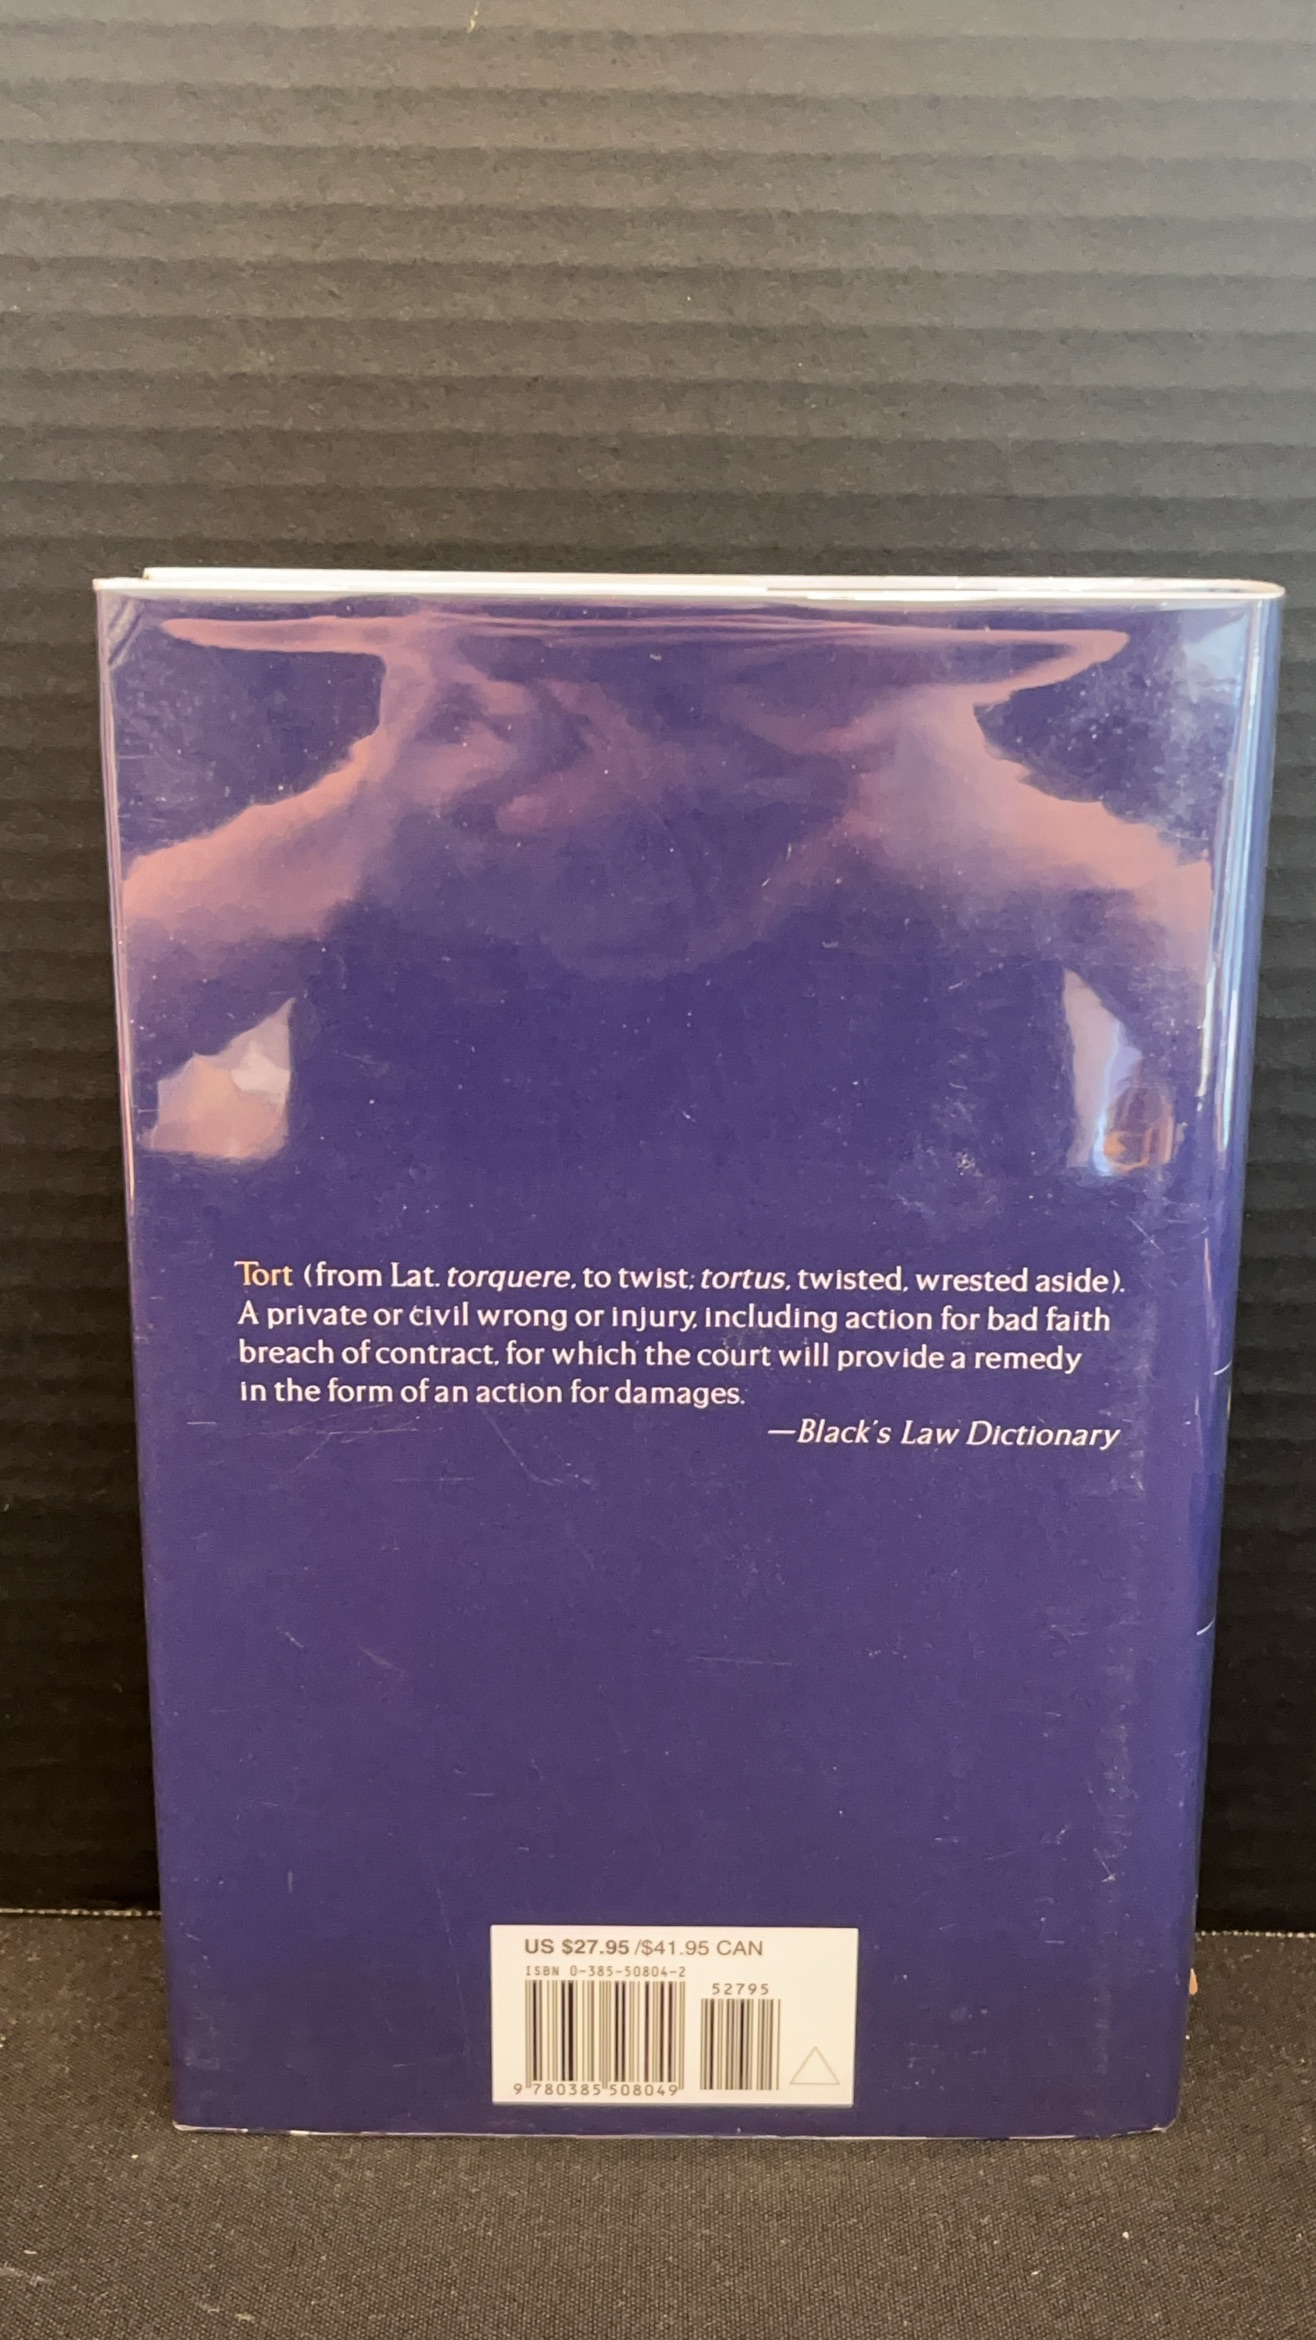 Tort (from Lat. torquere, to twist; tortus, twisted, wrested aside).
A private or civil wrong or injury, including action for bad faith
breach of contract, for which the court will provide a remedy
in the form of an action for damages.
—Black's Law Dictionary
US $27.95/$41.95 CAN
ISBN 0-385-50804-2
52795
9 780385 508049